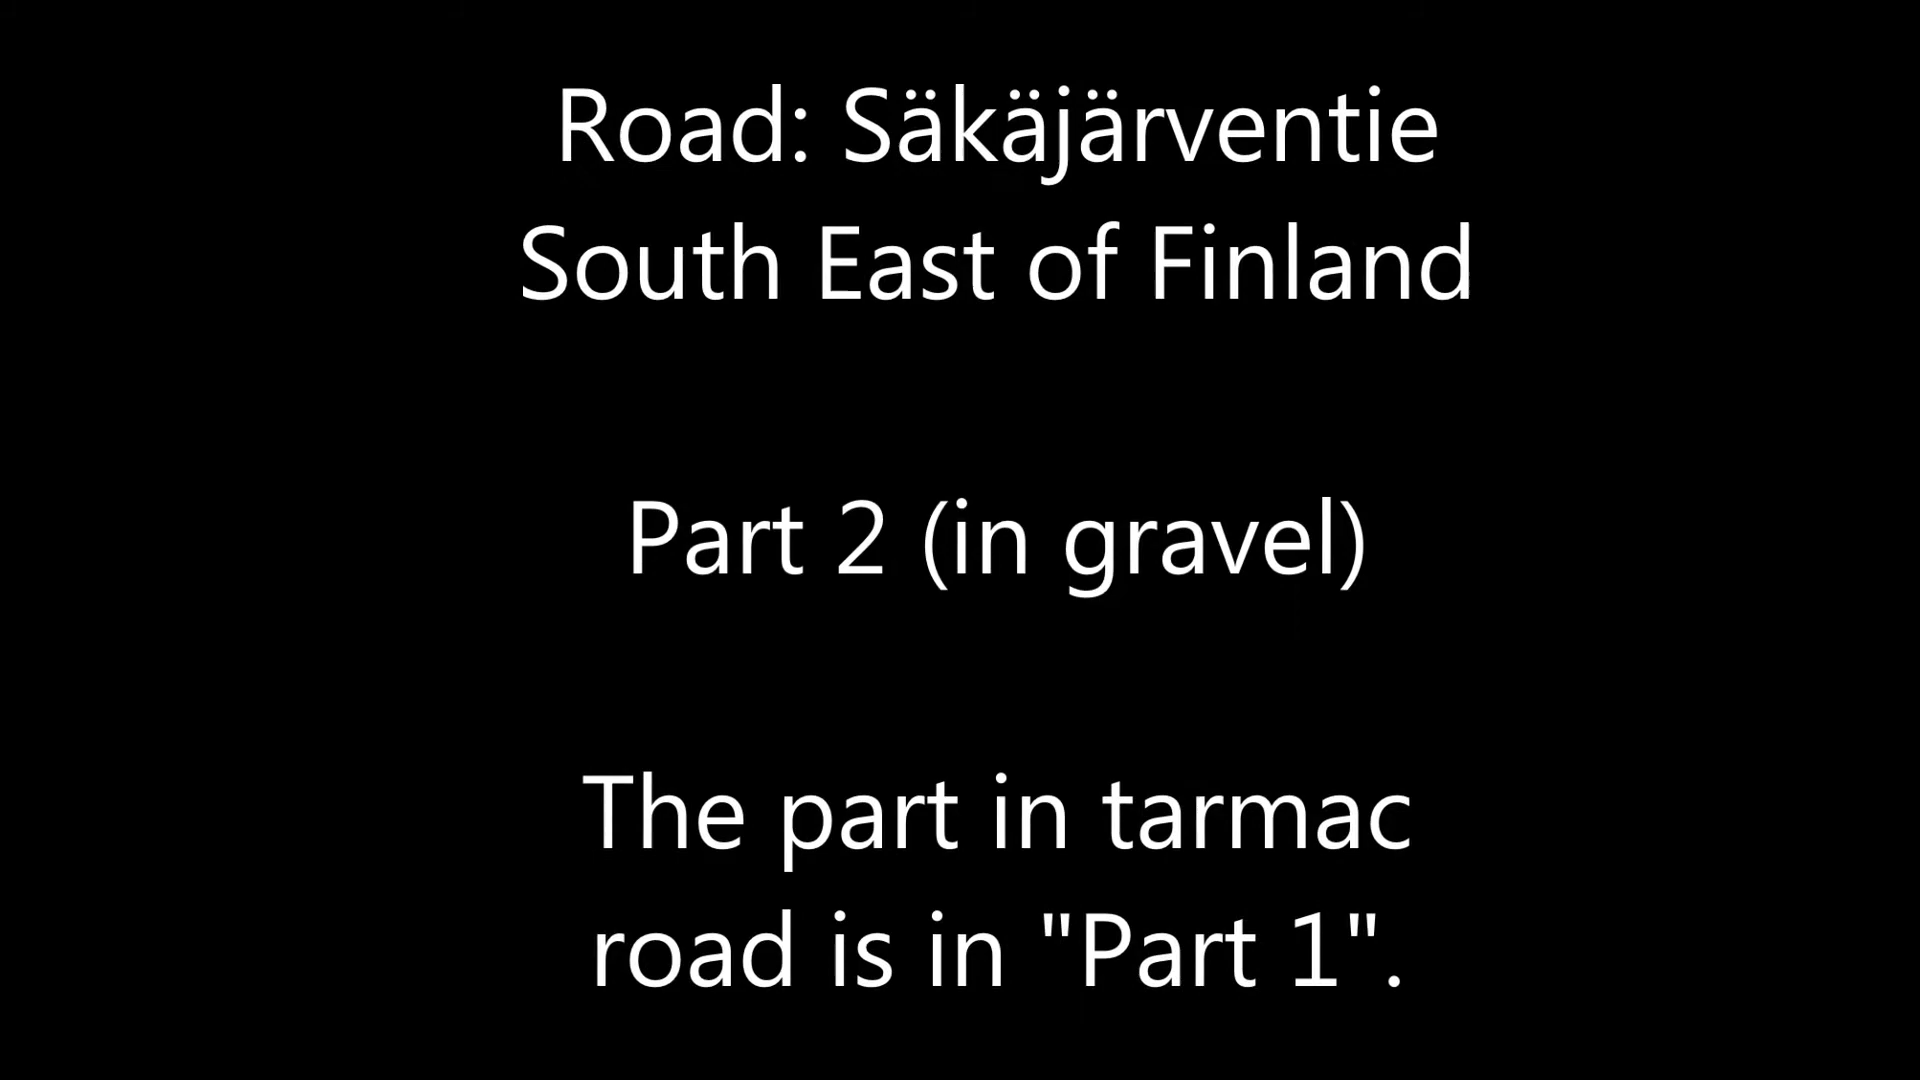 Road: Säkäjärventie
South East of Finland
Part 2 (in gravel)
The part in tarmac
road is in "Part 1".